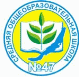 СРЕДНЯЯ ОБЩЕОБРАЗОВАТЕЛЬНАЯ ШКОЛА
№47